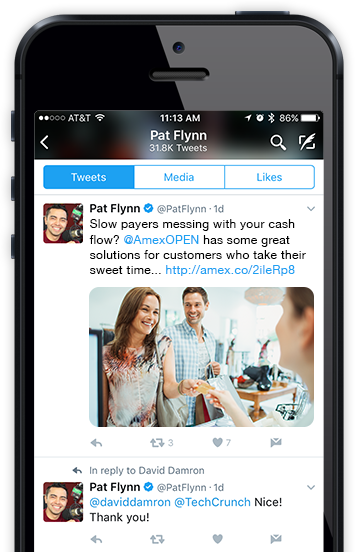 AT&T 11:13 AM 86%
Pat Flynn
31.8K Tweets
Tweets Media Likes
Pat Flynn @PatFlynn · 1d
Slow payers messing with your cash
flow? @AmexOPEN has some great
solutions for customers who take their
sweet time... http://amex.co/2ileRp8
3 7
In reply to David Damron
Pat Flynn @PatFlynn · 1d
@daviddamron @TechCrunch Nice!
Thank you!